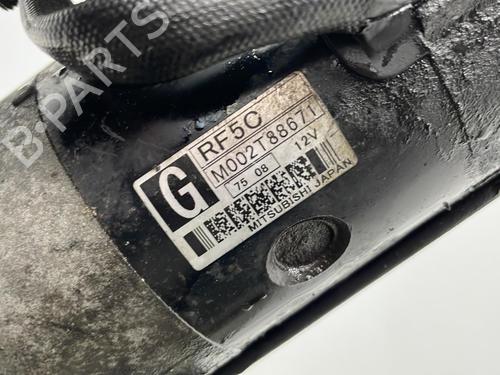 RF5C
M002T88671
G
75 08
12V
MITSUBISHI JAPAN
B-PARTS